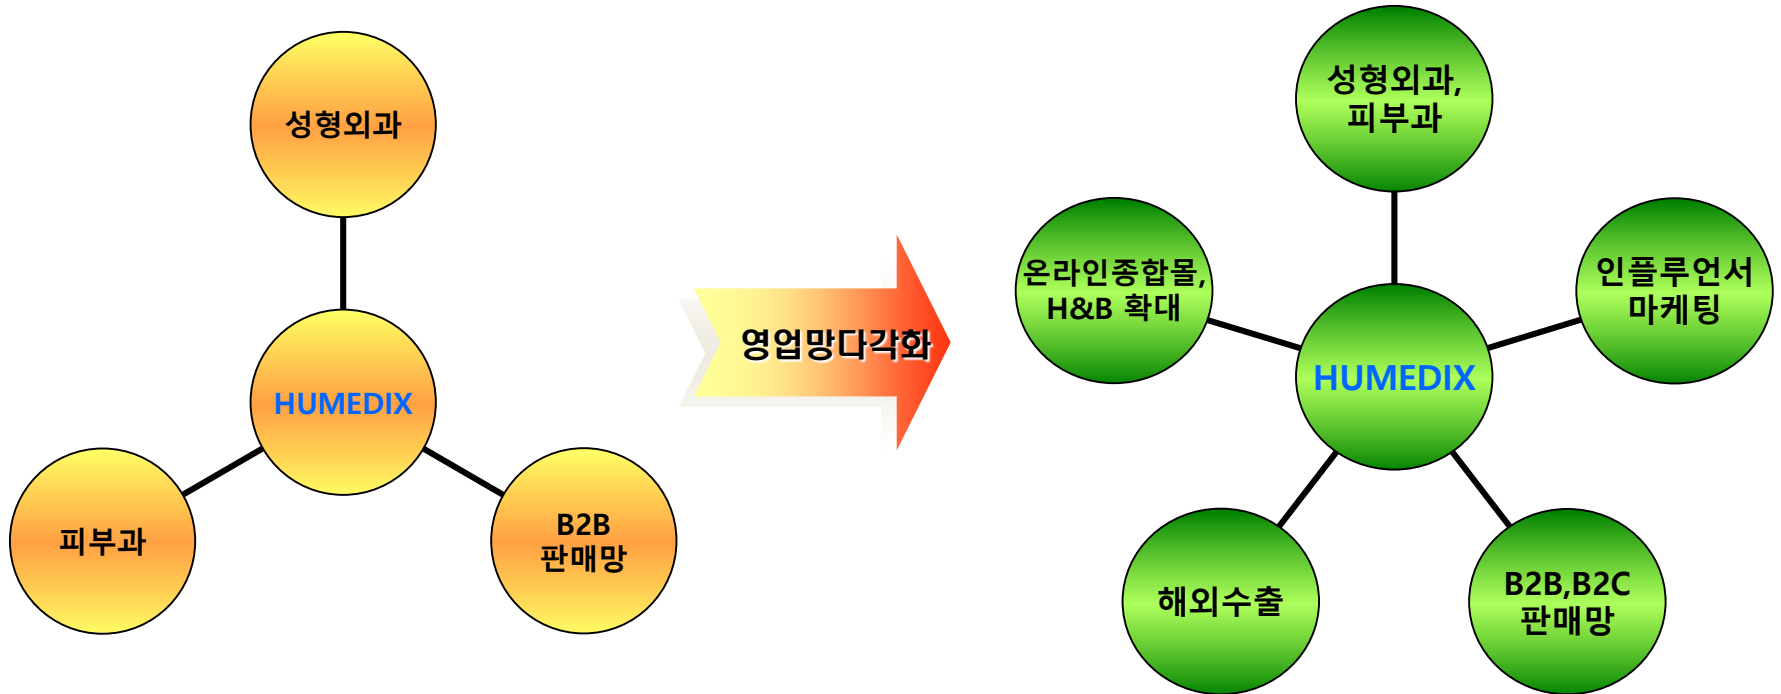 성형외과
HUMEDIX
피부과
B2B
판매망
영업망다각화
성형외과,
피부과
온라인종합몰,
H&B 확대
인플루언서
마케팅
HUMEDIX
해외수출
B2B,B2C
판매망